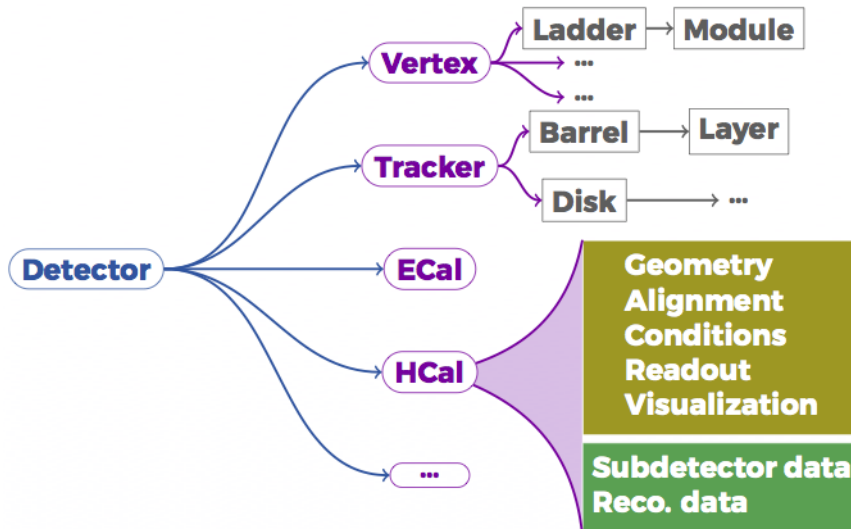 Ladder
Module
Vertex
...
...
Barrel
Layer
Tracker
Disk
...
Detector
ECal
HCal
...
Geometry
Alignment
Conditions
Readout
Visualization
Subdetector data
Reco. data